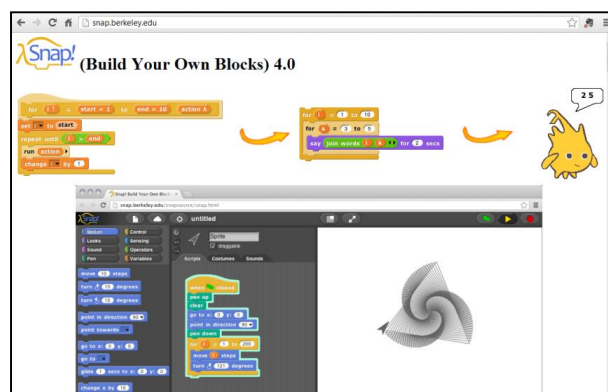 snap.berkeley.edu
λSnap! (Build Your Own Blocks) 4.0
for i ↑ = start = 1 to end = 10 action λ
set to start
repeat until i > end
run action
change by 1
for i = 1 to 10
for k = 3 to 5
say join words i k for 2 secs
2 5
Snap! Build Your Own Blocks
snap.berkeley.edu/snapsource/snap.html
λSnap!
untitled
Motion
Control
Looks
Sensing
Sound
Operators
Pen
Variables
Sprite
draggable
Scripts Costumes Sounds
move 10 steps
turn 15 degrees
turn 15 degrees
point in direction 90
point towards
go to x: 0 y: 0
go to
glide 1 secs to x: 0 y: 0
change x by 10
when clicked
pen up
clear
go to x: 0 y: 0
point in direction 90
pen down
for i = 1 to 200
move i steps
turn 121 degrees